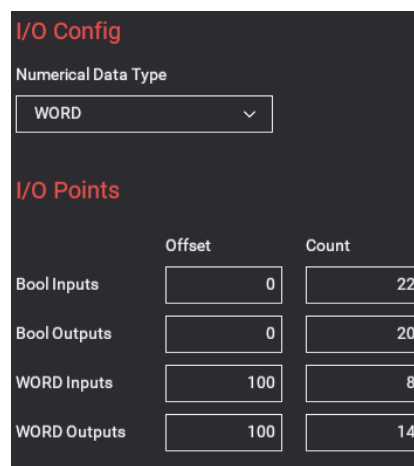 I/O Config
Numerical Data Type
WORD
I/O Points
Offset Count
Bool Inputs 0 22
Bool Outputs 0 20
WORD Inputs 100 8
WORD Outputs 100 14